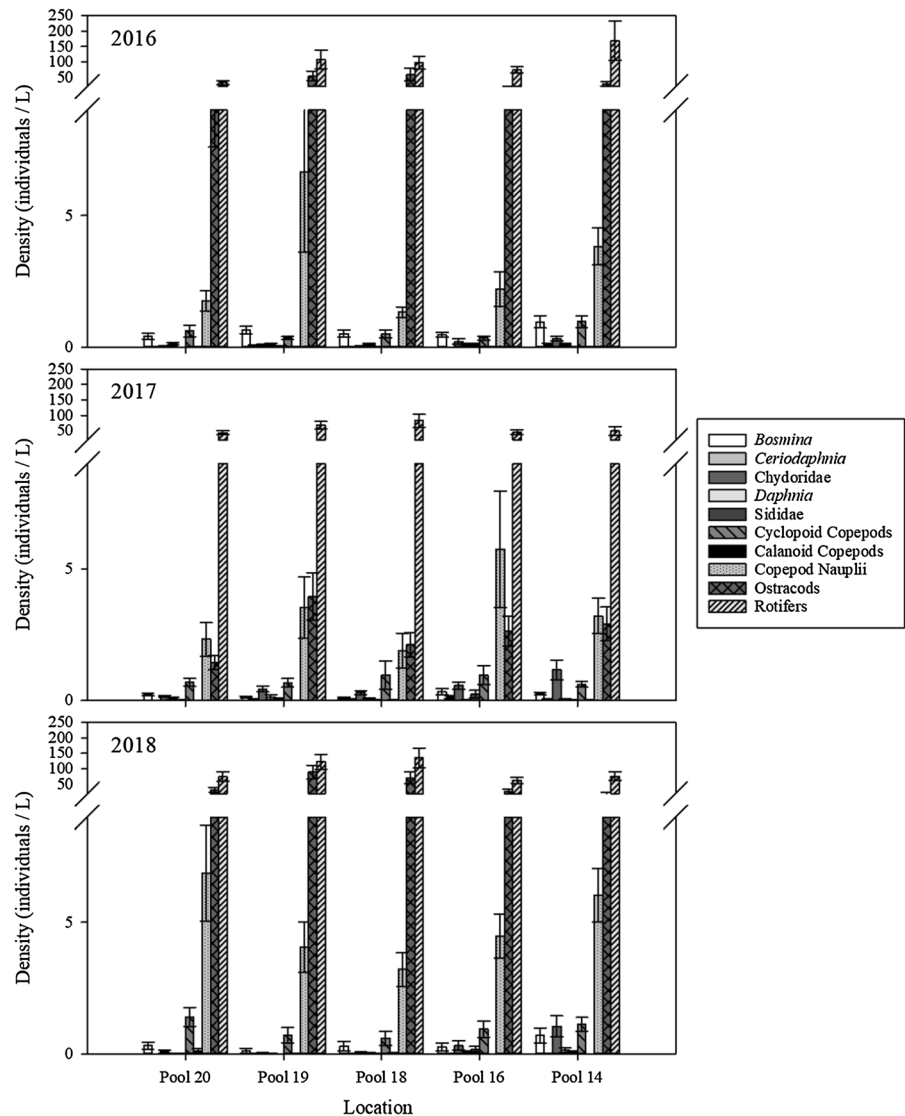 2016
250
200
150
100
50
Density (individuals / L)
5
0
2017
250
200
150
100
50
Density (individuals / L)
5
0
Bosmina
Ceriodaphnia
Chydoridae
Daphnia
Sididae
Cyclopoid Copepods
Calanoid Copepods
Copepod Nauplii
Ostracods
Rotifers
2018
250
200
150
100
50
Density (individuals / L)
5
0
Pool 20 Pool 19 Pool 18 Pool 16 Pool 14
Location